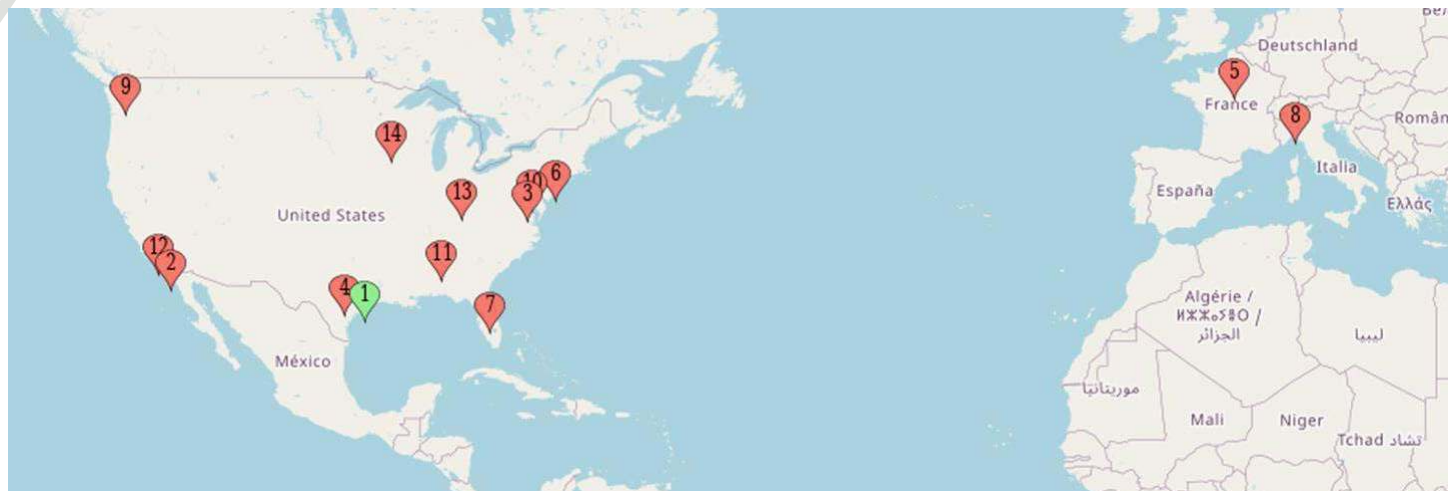 Deutschland
9
5
France
8
Român
14
Italia
6
10
3
13
España
Ελλάς
United States
12
2
11
4
1
7
Algérie /
ⵍⵣⵣⴰⵢⴻⵔ /
الجزائر
ليبيا
México
موريتانيا
Mali
Niger
Tchad تشاد